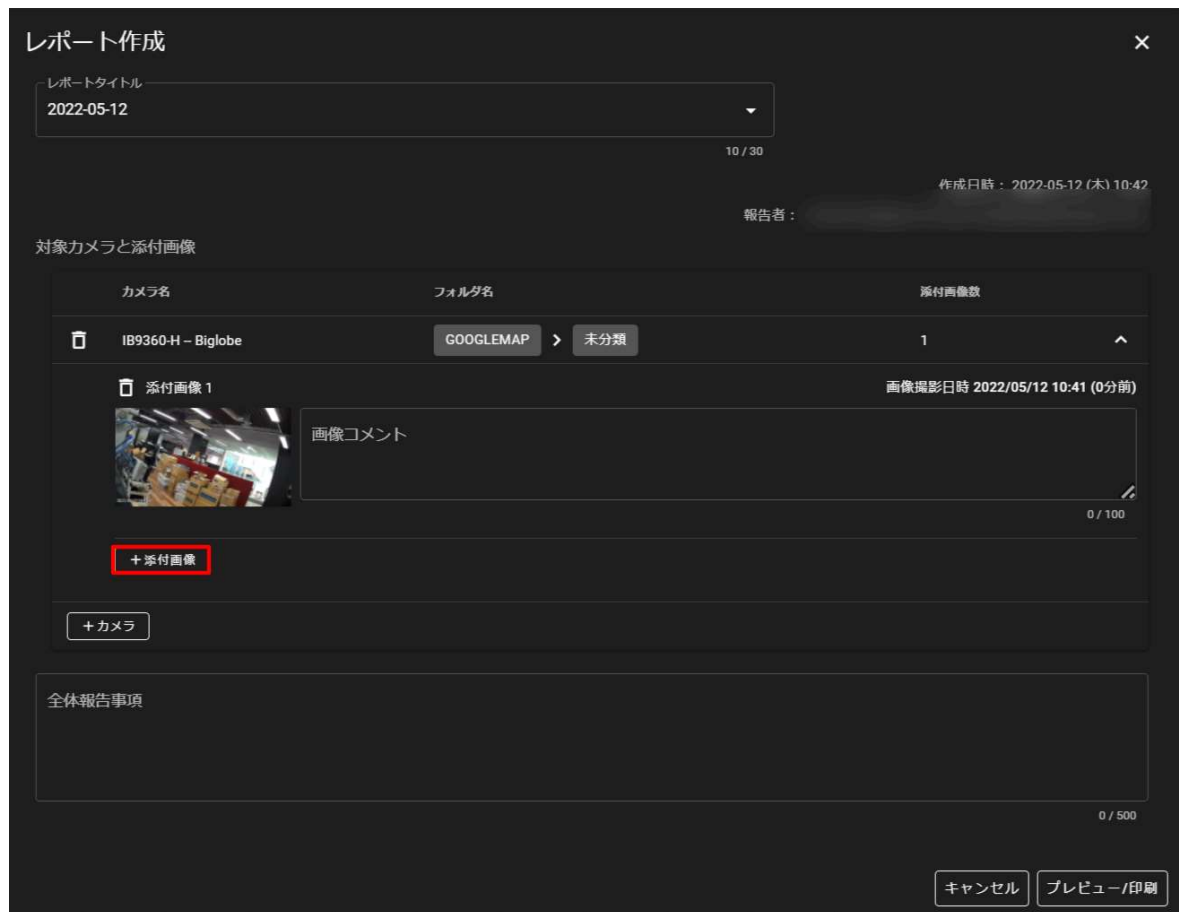 レポート作成
レポートタイトル
2022-05-12
10 / 30
作成日時： 2022-05-12 (木) 10:42
報告者：
対象カメラと添付画像
カメラ名 フォルダ名 添付画像数
IB9360-H – Biglobe GOOGLEMAP 未分類 1
添付画像 1 画像撮影日時 2022/05/12 10:41 (0分前)
画像コメント
0 / 100
+添付画像
+カメラ
全体報告事項
0 / 500
キャンセル プレビュー/印刷